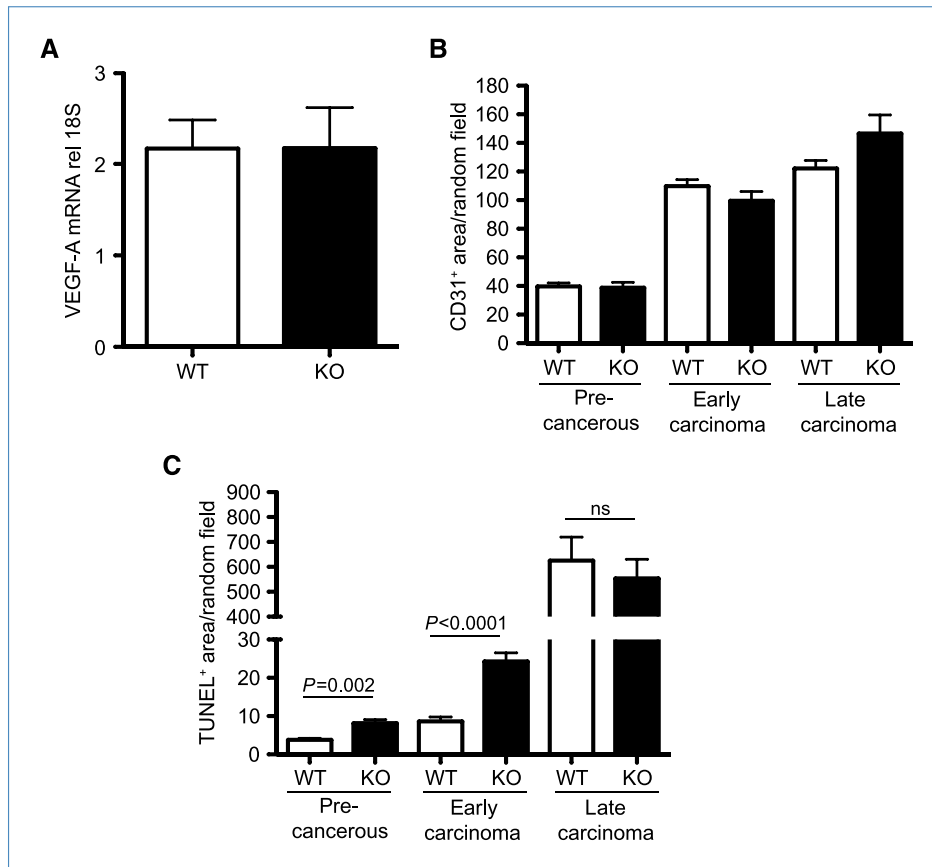 A
VEGF-A mRNA rel 18S
3
2
1
0
WT KO
B
CD31+ area/random field
180
160
140
120
100
80
60
40
20
0
WT KO WT KO WT KO
Pre-
cancerous
Early
carcinoma
Late
carcinoma
C
TUNEL+ area/random field
900
800
700
600
500
400
30
20
10
0
P=0.002
P<0.0001
ns
WT KO WT KO WT KO
Pre-
cancerous
Early
carcinoma
Late
carcinoma